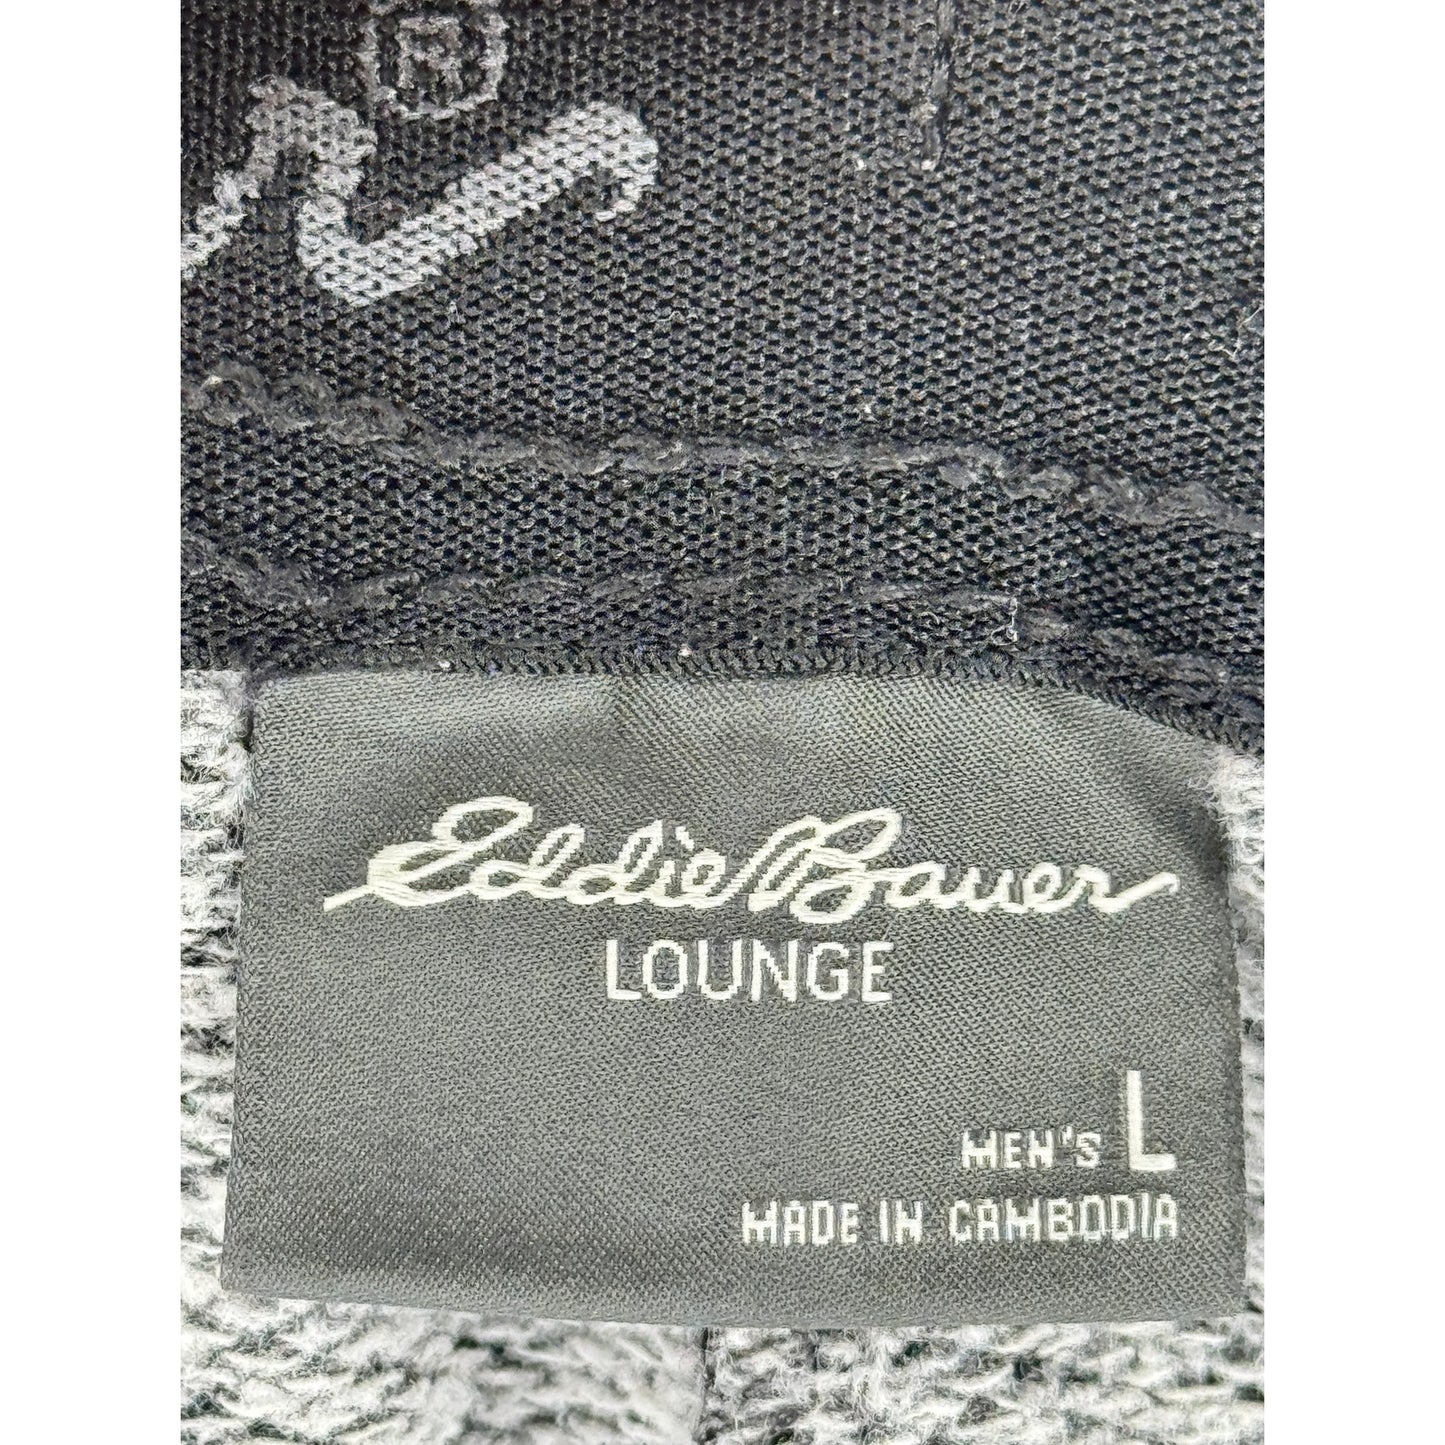 R
Eddie Bauer
LOUNGE
MEN'S L
MADE IN CAMBODIA